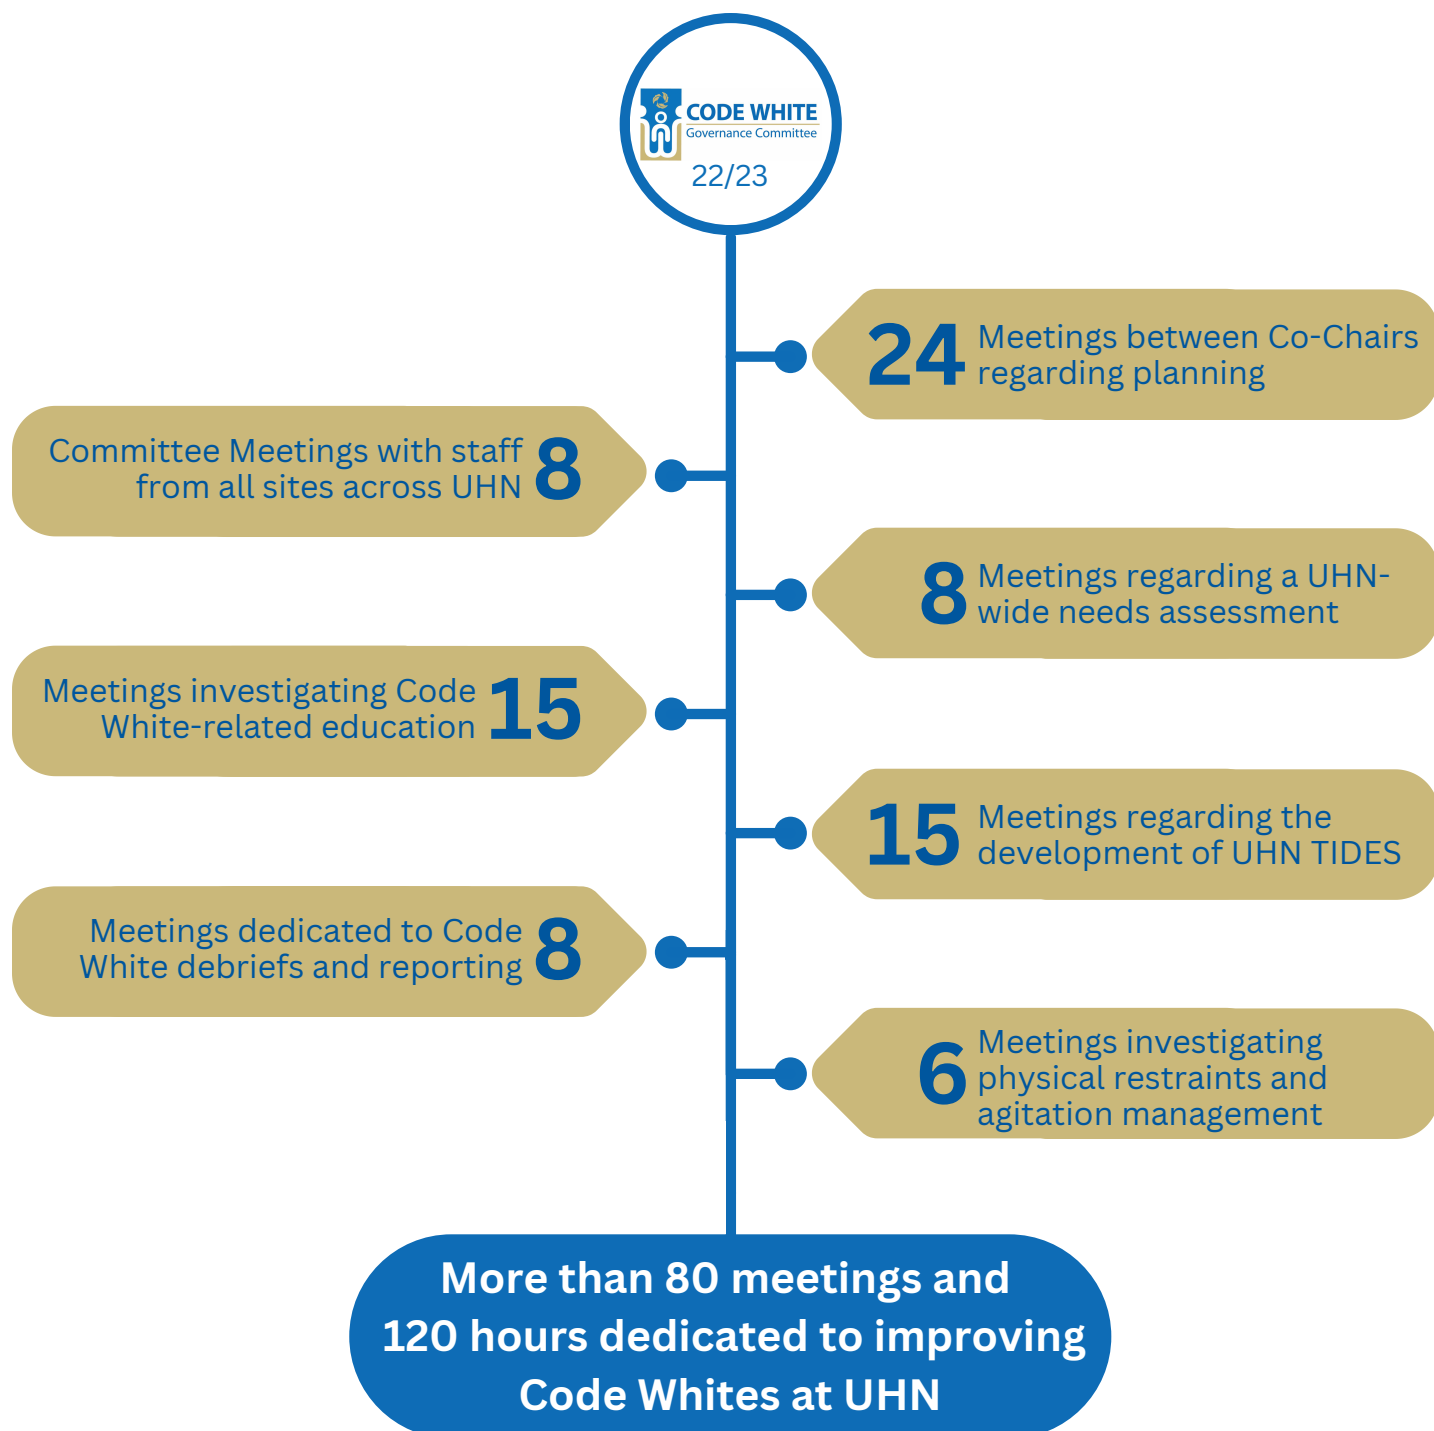 CODE WHITE
Governance Committee
22/23
24
Meetings between Co-Chairs
regarding planning
Committee Meetings with staff
from all sites across UHN
8
8
Meetings regarding a UHN-
wide needs assessment
Meetings investigating Code
White-related education
15
15
Meetings regarding the
development of UHN TIDES
Meetings dedicated to Code
White debriefs and reporting
8
6
Meetings investigating
physical restraints and
agitation management
More than 80 meetings and
120 hours dedicated to improving
Code Whites at UHN